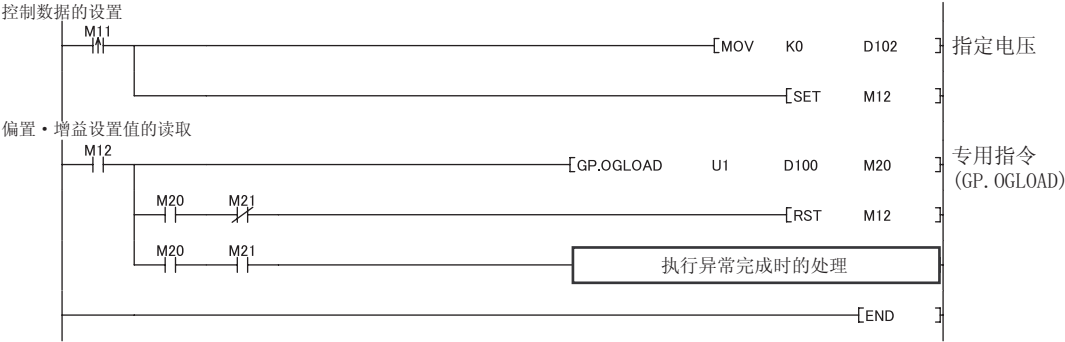 控制数据的设置
M11
MOV K0 D102 指定电压
SET M12
偏置・增益设置值的读取
M12
GP.OGLOAD U1 D100 M20 专用指令
(GP.OGLOAD)
M20 M21
RST M12
M20 M21
执行异常完成时的处理
END